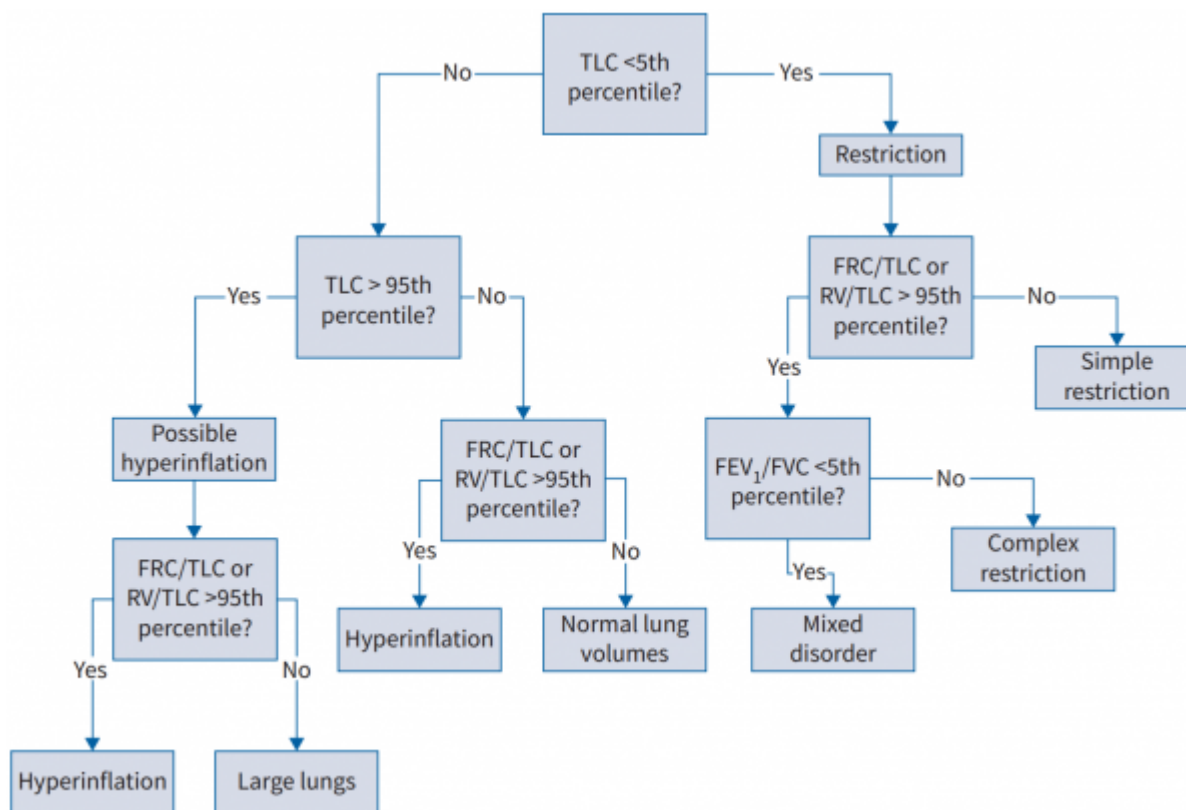 TLC <5th
percentile?
No
Yes
Restriction
TLC > 95th
percentile?
FRC/TLC or
RV/TLC > 95th
percentile?
Yes
No
No
Yes
Simple
restriction
Possible
hyperinflation
FRC/TLC or
RV/TLC >95th
percentile?
FEV₁/FVC <5th
percentile?
No
Yes
No
Yes
Complex
restriction
FRC/TLC or
RV/TLC >95th
percentile?
Hyperinflation
Normal lung
volumes
Mixed
disorder
Yes
No
Hyperinflation
Large lungs